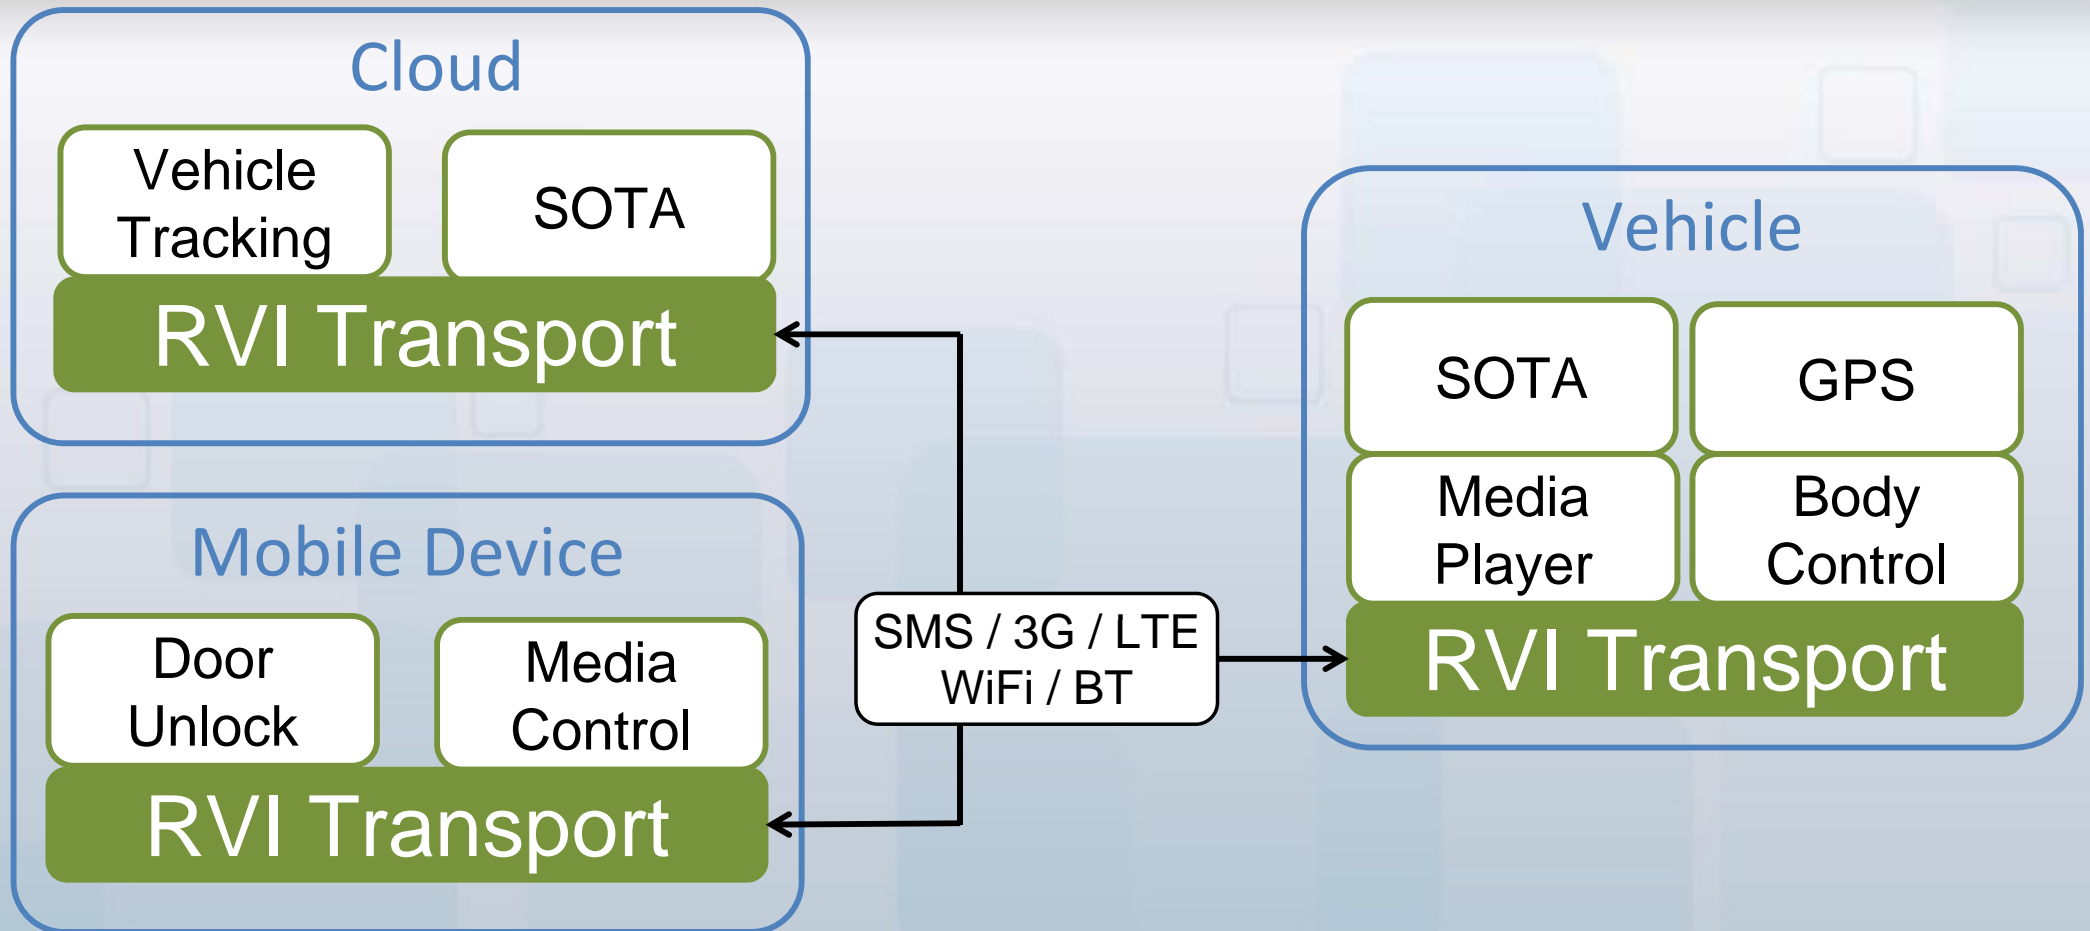 Cloud
Vehicle
Tracking
SOTA
RVI Transport
Mobile Device
Door
Unlock
Media
Control
RVI Transport
SMS / 3G / LTE
WiFi / BT
Vehicle
SOTA
GPS
Media
Player
Body
Control
RVI Transport